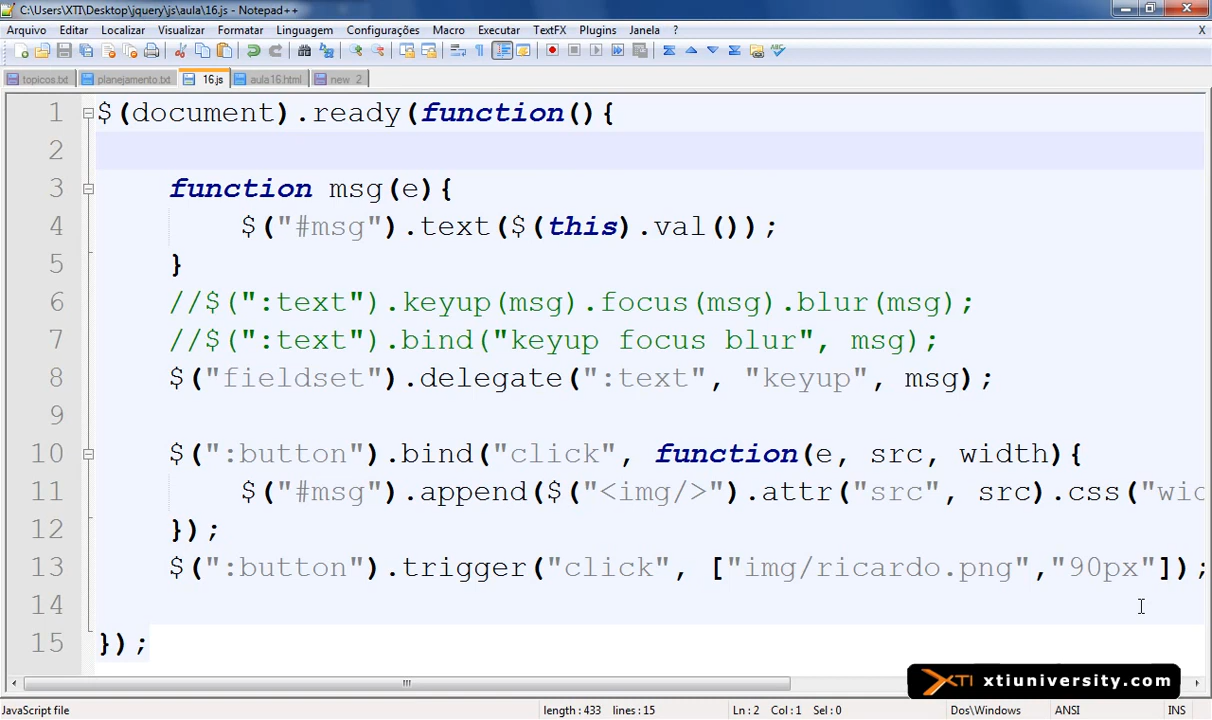 C:\Users\XTI\Desktop\jquery\js\aula\16.js - Notepad++
Arquivo Editar Localizar Visualizar Formatar Linguagem Configurações Macro Executar TextFX Plugins Janela ? X
topicos.bd planejamento.bd 16.js aula16.html new 2
1 $(document).ready(function(){
2
3 function msg(e){
4 $("#msg").text($(this).val());
5 }
6 //$(":text").keyup(msg).focus(msg).blur(msg);
7 //$(":text").bind("keyup focus blur", msg);
8 $("fieldset").delegate(":text", "keyup", msg);
9
10 $(":button").bind("click", function(e, src, width){
11 $("#msg").append($("<img/>").attr("src", src).css("wid
12 });
13 $(":button").trigger("click", ["img/ricardo.png","90px"]);
14
15 });
XTI xtiuniversity.com
JavaScript file length : 433 lines : 15 Ln : 2 Col : 1 Sel : 0 Dos\Windows ANSI INS